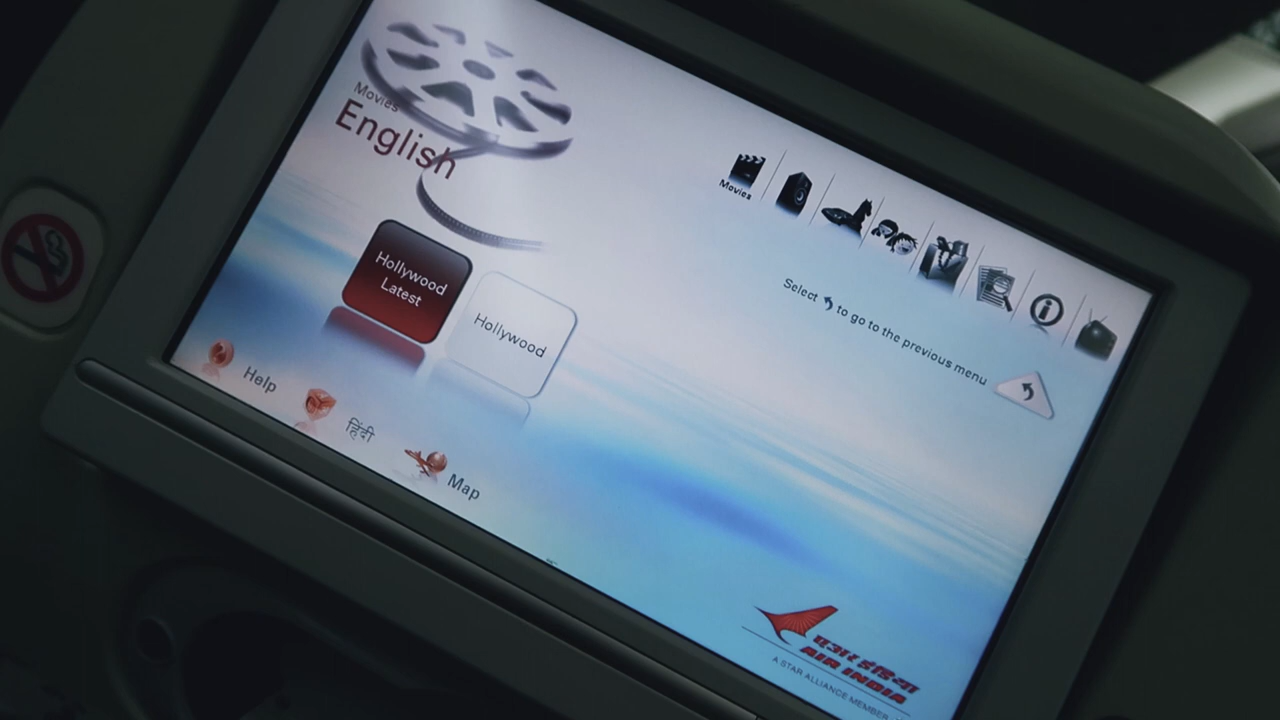 Movies
English
Movies
Select to go to the previous menu
Hollywood
Latest
Hollywood
Help
हिंदी
Map
एअर इंडिया
AIR INDIA
A STAR ALLIANCE MEMBER